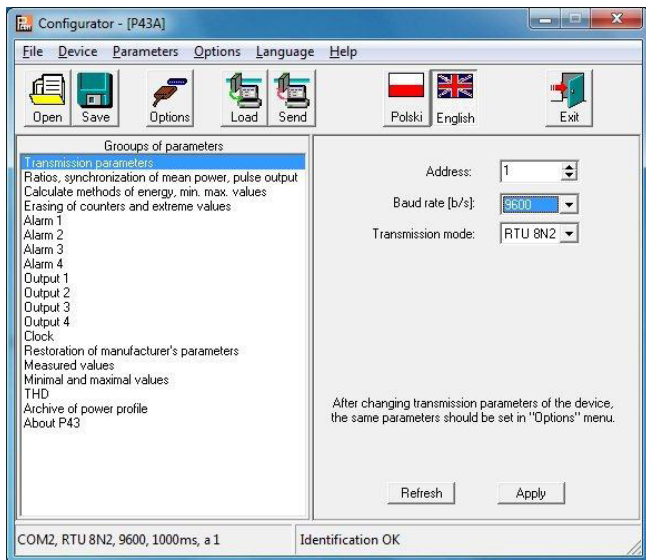 Configurator - [P43A]
File Device Parameters Options Language Help
Open Save Options Load Send Polski English Exit
Grooups of parameters
Transmission parameters
Ratios, synchronization of mean power, pulse output
Calculate methods of energy, min. max. values
Erasing of counters and extreme values
Alarm 1
Alarm 2
Alarm 3
Alarm 4
Output 1
Output 2
Output 3
Output 4
Clock
Restoration of manufacturer's parameters
Measured values
Minimal and maximal values
THD
Archive of power profile
About P43
Address: 1
Baud rate [b/s]: 9600
Transmission mode: RTU 8N2
After changing transmission parameters of the device,
the same parameters should be set in "Options" menu.
Refresh Apply
COM2, RTU 8N2, 9600, 1000ms, a 1 Identification OK